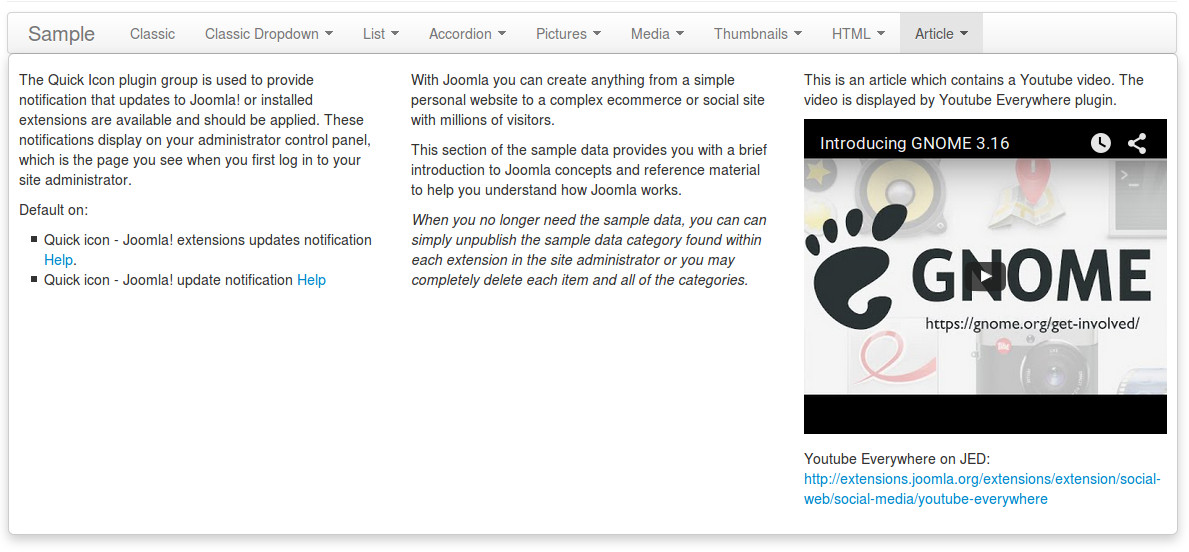 Sample Classic Classic Dropdown List Accordion Pictures Media Thumbnails HTML Article
The Quick Icon plugin group is used to provide
notification that updates to Joomla! or installed
extensions are available and should be applied. These
notifications display on your administrator control panel,
which is the page you see when you first log in to your
site administrator.
Default on:
Quick icon - Joomla! extensions updates notification
Help.
Quick icon - Joomla! update notification Help
With Joomla you can create anything from a simple
personal website to a complex ecommerce or social site
with millions of visitors.
This section of the sample data provides you with a brief
introduction to Joomla concepts and reference material
to help you understand how Joomla works.
When you no longer need the sample data, you can can
simply unpublish the sample data category found within
each extension in the site administrator or you may
completely delete each item and all of the categories.
This is an article which contains a Youtube video. The
video is displayed by Youtube Everywhere plugin.
Introducing GNOME 3.16
GNOME
https://gnome.org/get-involved/
Youtube Everywhere on JED:
http://extensions.joomla.org/extensions/extension/social-
web/social-media/youtube-everywhere